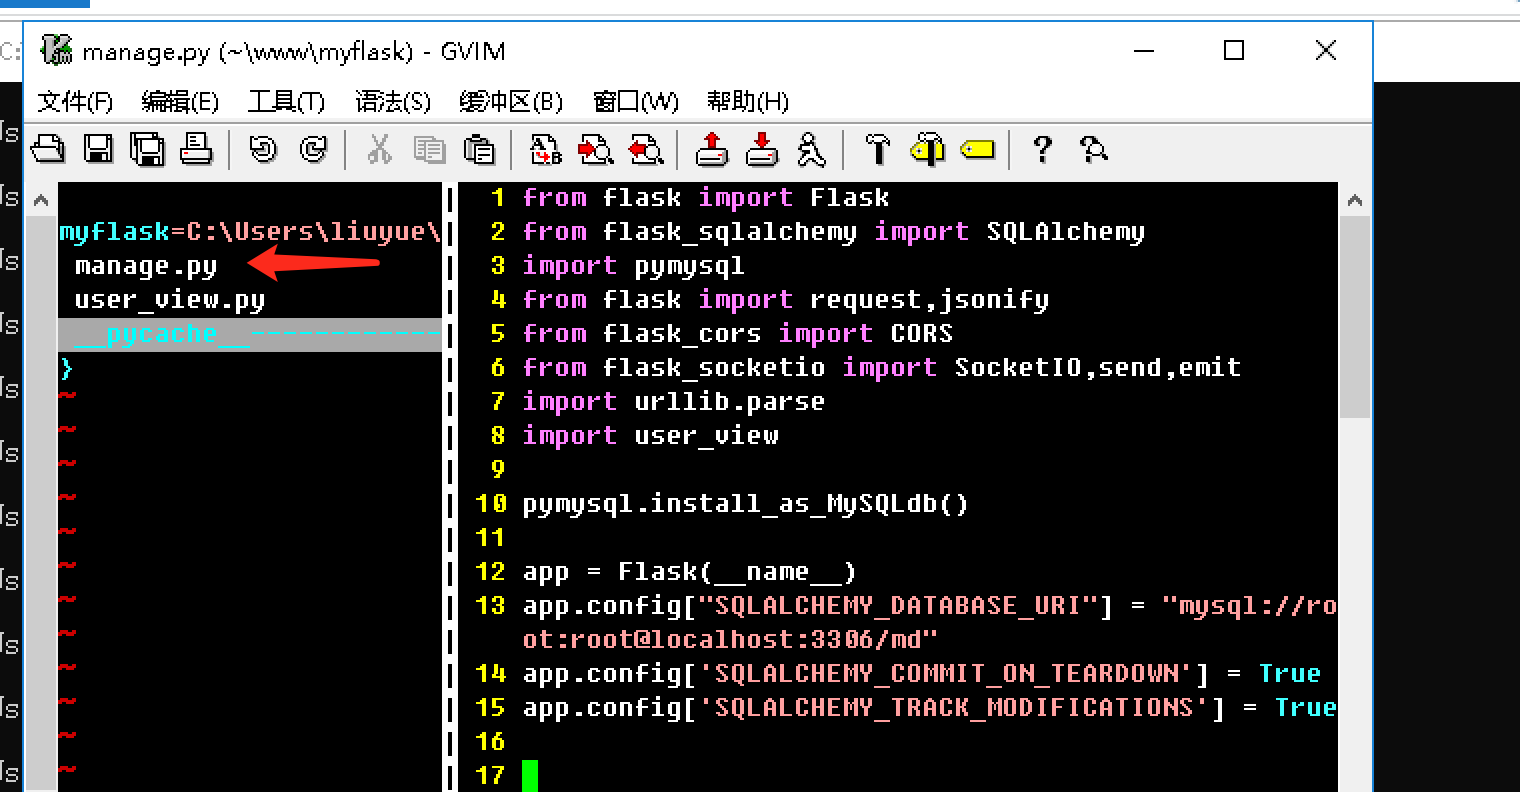 manage.py (~\www\myflask) - GVIM
文件(F) 编辑(E) 工具(T) 语法(S) 缓冲区(B) 窗口(W) 帮助(H)
myflask=C:\Users\liuyue\
manage.py
user_view.py
__pycache__------------
}
~
~
~
~
~
~
~
~
~
~
~
~
1 from flask import Flask
2 from flask_sqlalchemy import SQLAlchemy
3 import pymysql
4 from flask import request,jsonify
5 from flask_cors import CORS
6 from flask_socketio import SocketIO,send,emit
7 import urllib.parse
8 import user_view
9
10 pymysql.install_as_MySQLdb()
11
12 app = Flask(__name__)
13 app.config["SQLALCHEMY_DATABASE_URI"] = "mysql://ro
ot:root@localhost:3306/md"
14 app.config['SQLALCHEMY_COMMIT_ON_TEARDOWN'] = True
15 app.config['SQLALCHEMY_TRACK_MODIFICATIONS'] = True
16
17